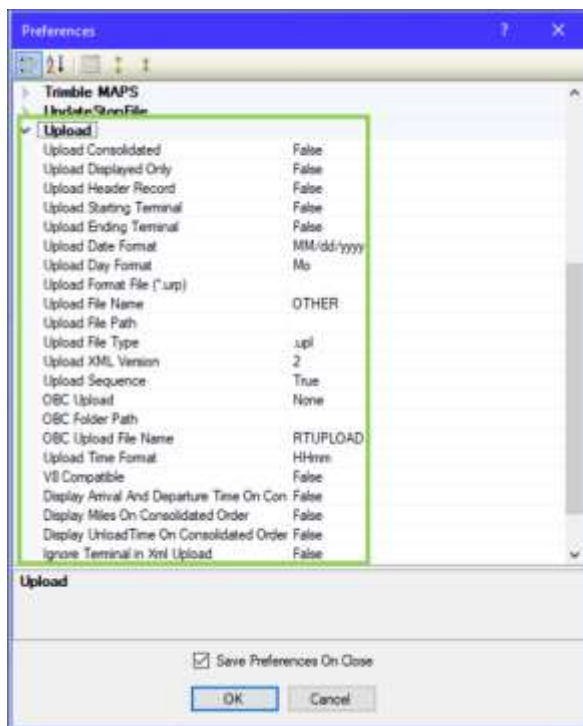 Preferences ? ×
Trimble MAPS
UpdateStopFile
Upload
Upload Consolidated False
Upload Displayed Only False
Upload Header Record False
Upload Starting Terminal False
Upload Ending Terminal False
Upload Date Format MM/dd/yyyy
Upload Day Format Mo
Upload Format File (*.urp)
Upload File Name OTHER
Upload File Path
Upload File Type .upl
Upload XML Version 2
Upload Sequence True
OBC Upload None
OBC Folder Path
OBC Upload File Name RTUPLOAD
Upload Time Format HHmm
V8 Compatible False
Display Arrival And Departure Time On Con False
Display Miles On Consolidated Order False
Display UnloadTime On Consolidated Order False
Ignore Terminal in Xml Upload False
Upload
Save Preferences On Close
OK Cancel